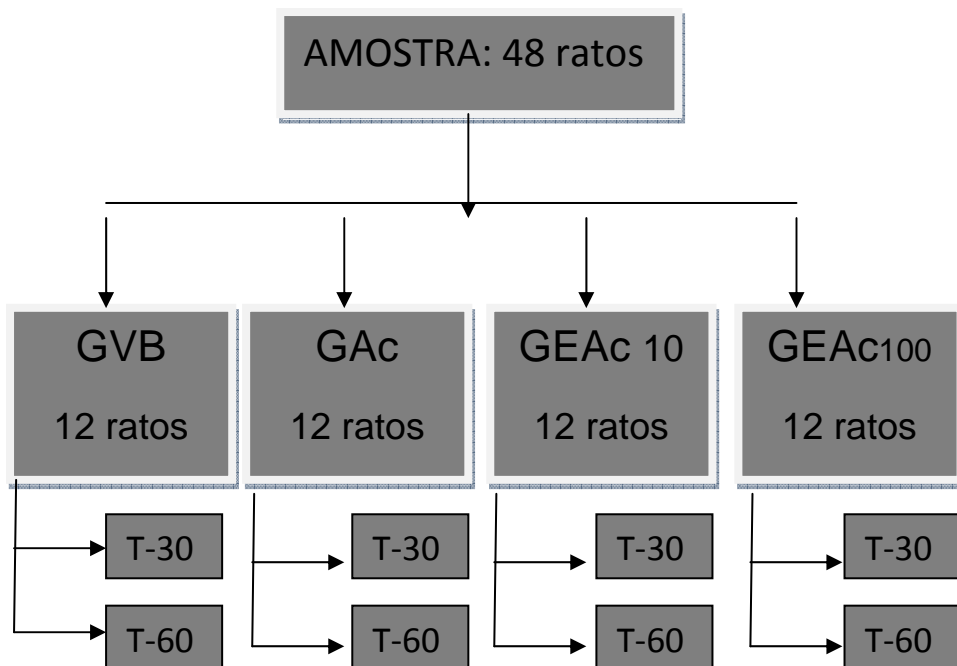 AMOSTRA: 48 ratos
GVB
12 ratos
GAc
12 ratos
GEAc 10
12 ratos
GEAc100
12 ratos
T-30
T-30
T-30
T-30
T-60
T-60
T-60
T-60